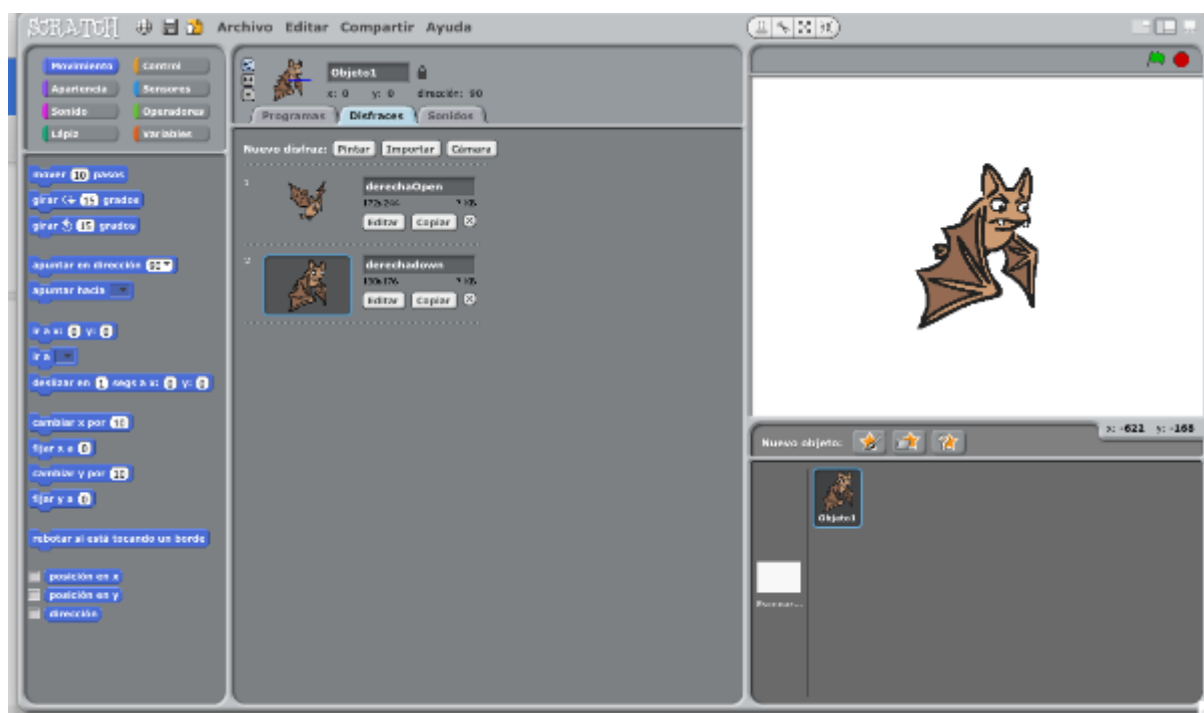 SCRATCH Archivo Editar Compartir Ayuda
Movimiento Control
Apariencia Sensores
Sonido Operadores
Lápiz Variables
mover 10 pasos
girar 15 grados
girar 15 grados
apuntar en dirección 90
apuntar hacia
ir a x: 0 y: 0
ir a
deslizar en 1 segs a x: 0 y: 0
cambiar x por 10
fijar x a 0
cambiar y por 10
fijar y a 0
rebotar si está tocando un borde
posición en x
posición en y
dirección
Objeto1
x: 0 y: 0 dirección: 90
Programas Disfraces Sonidos
Nuevo disfraz: Pintar Importar Cámara
1
derechaOpen
KB
Editar Copiar
2
derechadown
KB
Editar Copiar
x: -622 y: -168
Nuevo objeto:
Objeto1
Escenar...